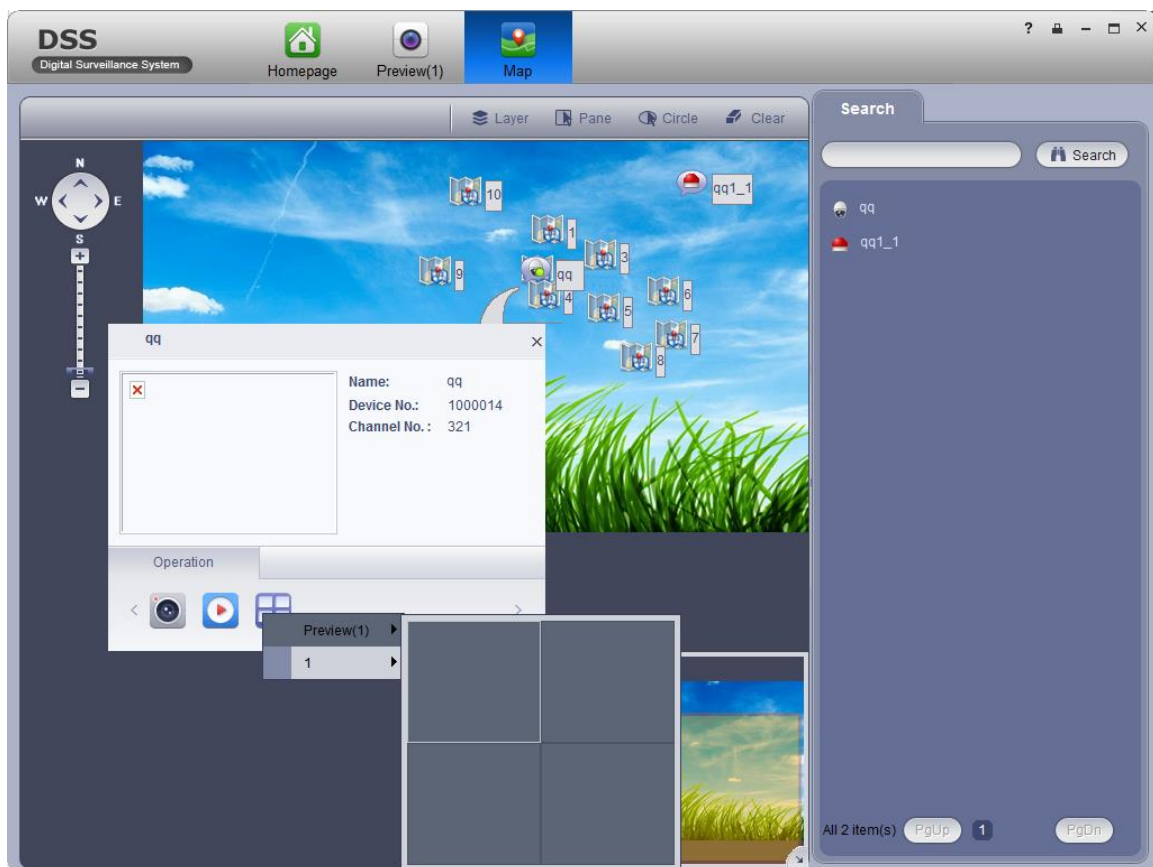 DSS
Digital Surveillance System
Homepage
Preview(1)
Map
?
Layer
Pane
Circle
Clear
Search
Search
N
W
E
S
10
qq1_1
1
3
qq
9
4
6
5
7
8
qq
qq1_1
qq
Name: qq
Device No.: 1000014
Channel No. : 321
Operation
Preview(1)
1
All 2 item(s) PgUp 1 PgDn